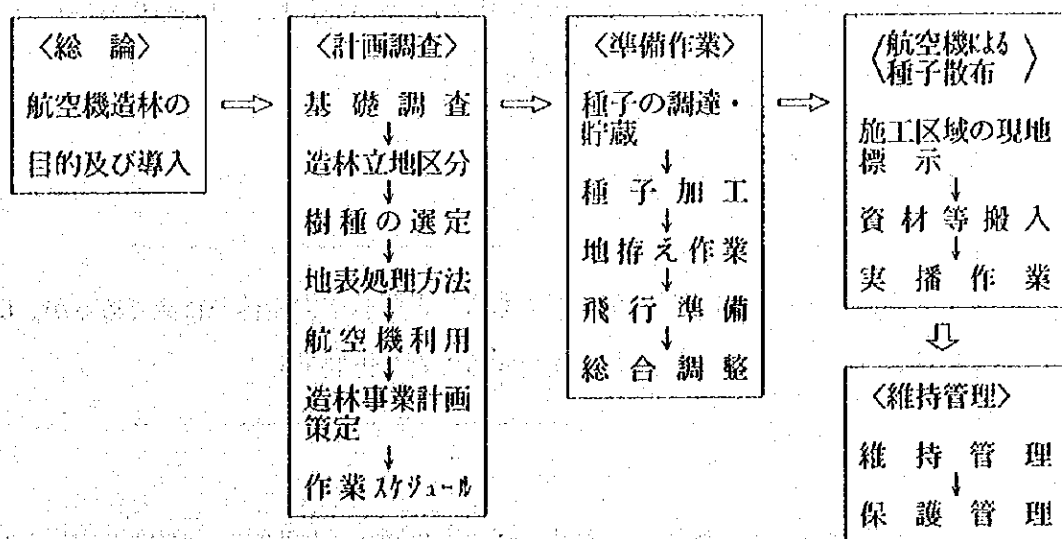 〈総論〉
航空機造林の
目的及び導入
〈計画調査〉
基礎調査
造林立地区分
樹種の選定
地表処理方法
航空機利用
造林事業計画
策定
作業スケジュール
〈準備作業〉
種子の調達・
貯蔵
種子加工
地拵え作業
飛行準備
総合調整
〈航空機による
種子散布〉
施工区域の現地
標示
資材等搬入
実播作業
〈維持管理〉
維持管理
保護管理